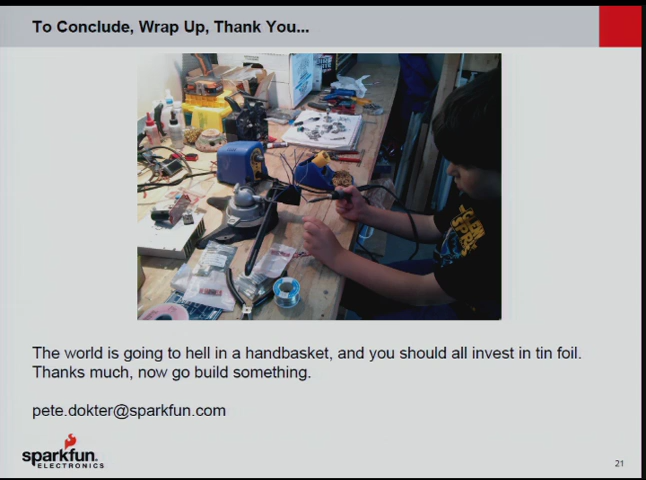 To Conclude, Wrap Up, Thank You...
The world is going to hell in a handbasket, and you should all invest in tin foil.
Thanks much, now go build something.
pete.dokter@sparkfun.com
sparkfun.
ELECTRONICS
21